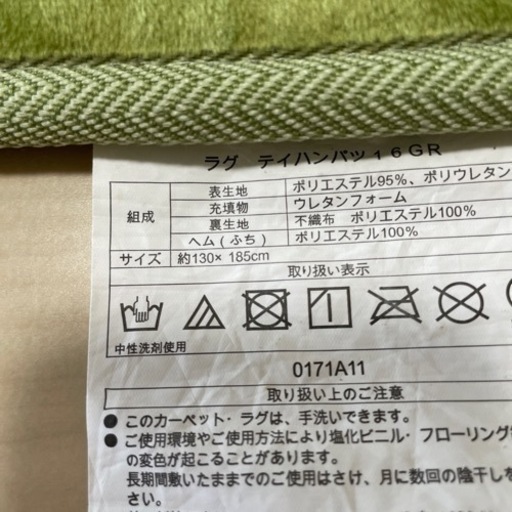 ラグ テイハンパツ16GR
組成
表生地 ポリエステル95%、ポリウレタン
充填物 ウレタンフォーム
裏生地 不織布 ポリエステル100%
ヘム(ふち) ポリエステル100%
サイズ 約130×185cm
取り扱い表示
中性洗剤使用
0171A11
取り扱い上のご注意
● このカーペット・ラグは、手洗いできます。
● ご使用環境やご使用方法により塩化ビニル・フローリング
の変色が起こることがあります。
長期間敷いたままでのご使用はさけ、月に数回の陰干し
さい。